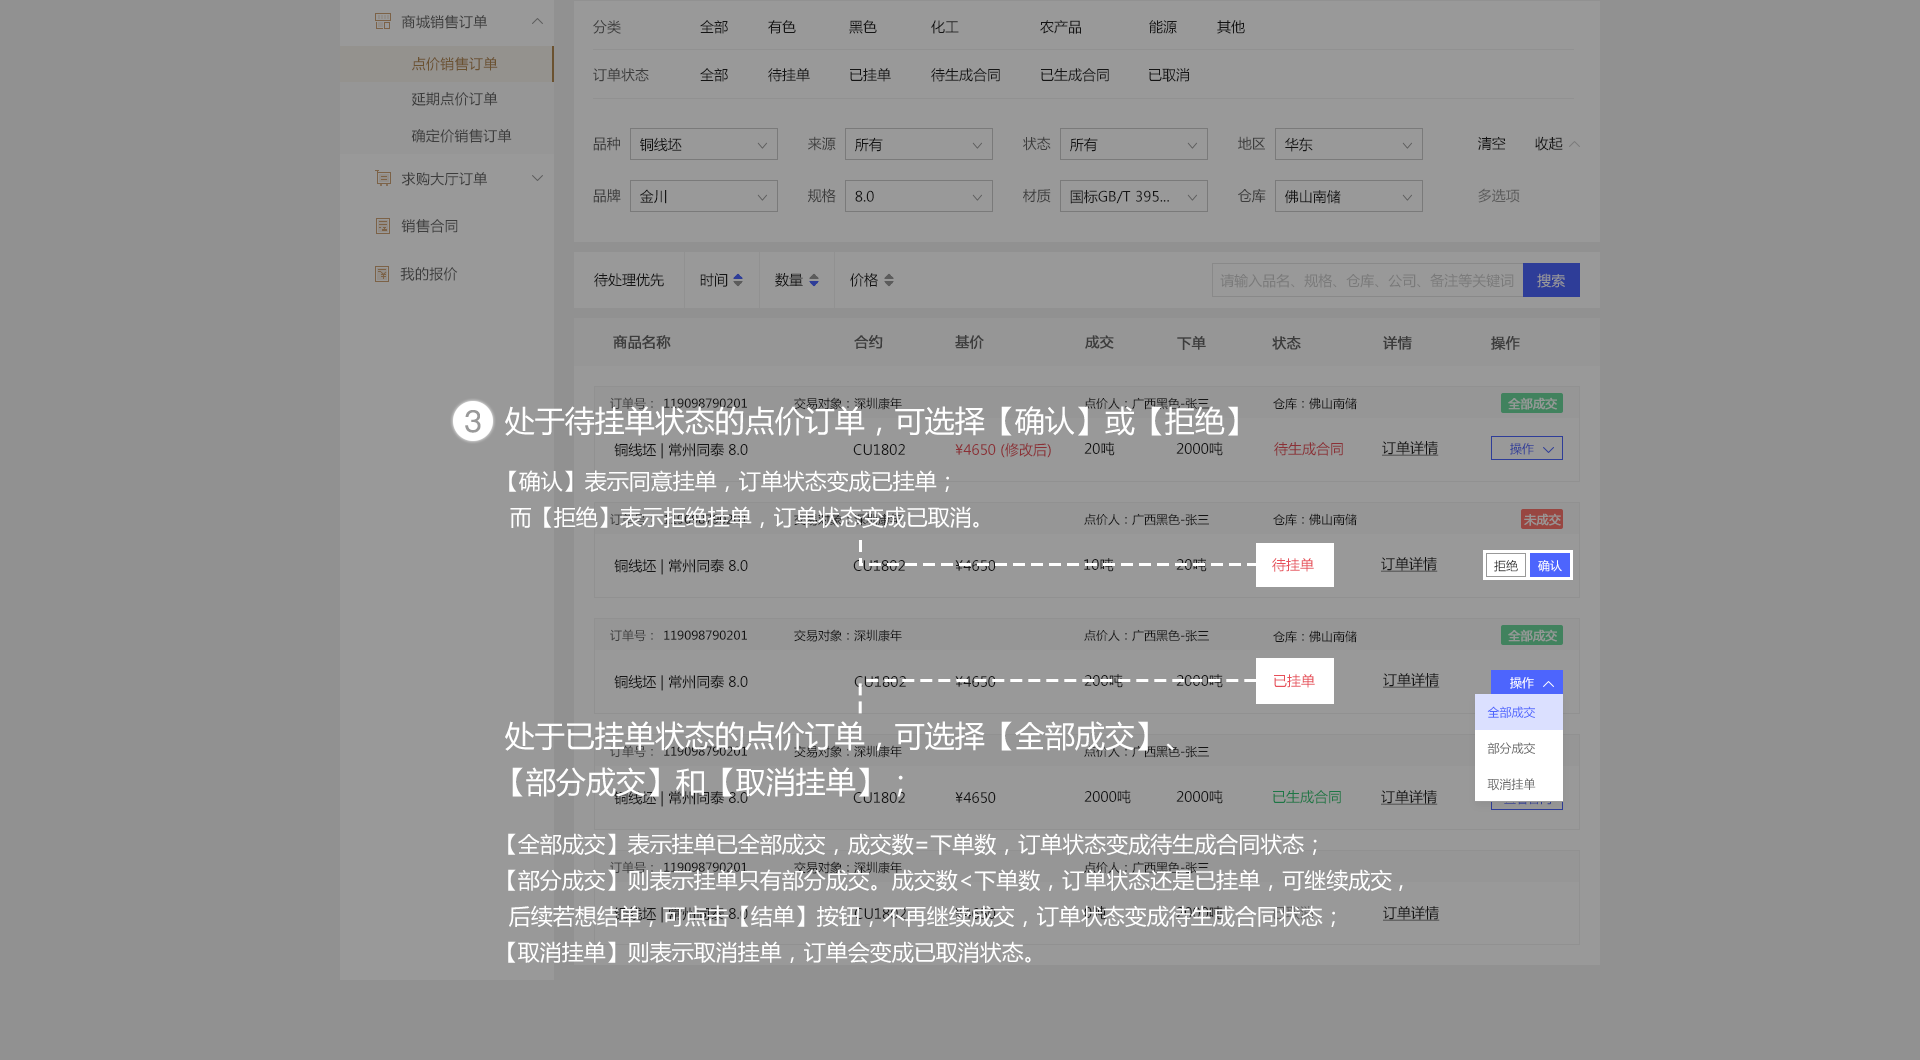 商城销售订单
点价销售订单
延期点价订单
确定价销售订单
求购大厅订单
销售合同
我的报价
分类 全部 有色 黑色 化工 农产品 能源 其他
订单状态 全部 待挂单 已挂单 待生成合同 已生成合同 已取消
品种 铜线坯 来源 所有 状态 所有 地区 华东 清空 收起
品牌 金川 规格 8.0 材质 国标GB/T 395... 仓库 佛山南储 多选项
待处理优先 时间 数量 价格 请输入品名、规格、仓库、公司、备注等关键词 搜索
商品名称 合约 基价 成交 下单 状态 详情 操作
订单号： 119098790201 交易对象：深圳康年 点价人：广西黑色-张三 仓库：佛山南储 全部成交
3 处于待挂单状态的点价订单，可选择【确认】或【拒绝】
铜线坯 | 常州同泰 8.0 CU1802 ¥4650 (修改后) 20吨 2000吨 待生成合同 订单详情 操作
【确认】表示同意挂单，订单状态变成已挂单；
而【拒绝】表示拒绝挂单，订单状态变成已取消。
点价人：广西黑色-张三 仓库：佛山南储 未成交
铜线坯 | 常州同泰 8.0 CU1802 ¥4650 10吨 20吨 待挂单 订单详情 拒绝 确认
订单号： 119098790201 交易对象：深圳康年 点价人：广西黑色-张三 仓库：佛山南储 全部成交
铜线坯 | 常州同泰 8.0 CU1802 ¥4650 200吨 2000吨 已挂单 订单详情 操作
全部成交
部分成交
取消挂单
处于已挂单状态的点价订单，可选择【全部成交】、
订单号： 119098790201 交易对象：深圳康年 点价人：广西黑色-张三
【部分成交】和【取消挂单】；
铜线坯 | 常州同泰 8.0 CU1802 ¥4650 2000吨 2000吨 已生成合同 订单详情
【全部成交】表示挂单已全部成交，成交数=下单数，订单状态变成待生成合同状态；
订单号： 119098790201 交易对象：深圳康年 点价人：广西黑色-张三
【部分成交】则表示挂单只有部分成交。成交数<下单数，订单状态还是已挂单，可继续成交，
后续若想结单，可点击【结单】按钮，不再继续成交，订单状态变成待生成合同状态；
铜线坯 | 常州同泰 8.0 CU1802 订单详情
【取消挂单】则表示取消挂单，订单会变成已取消状态。